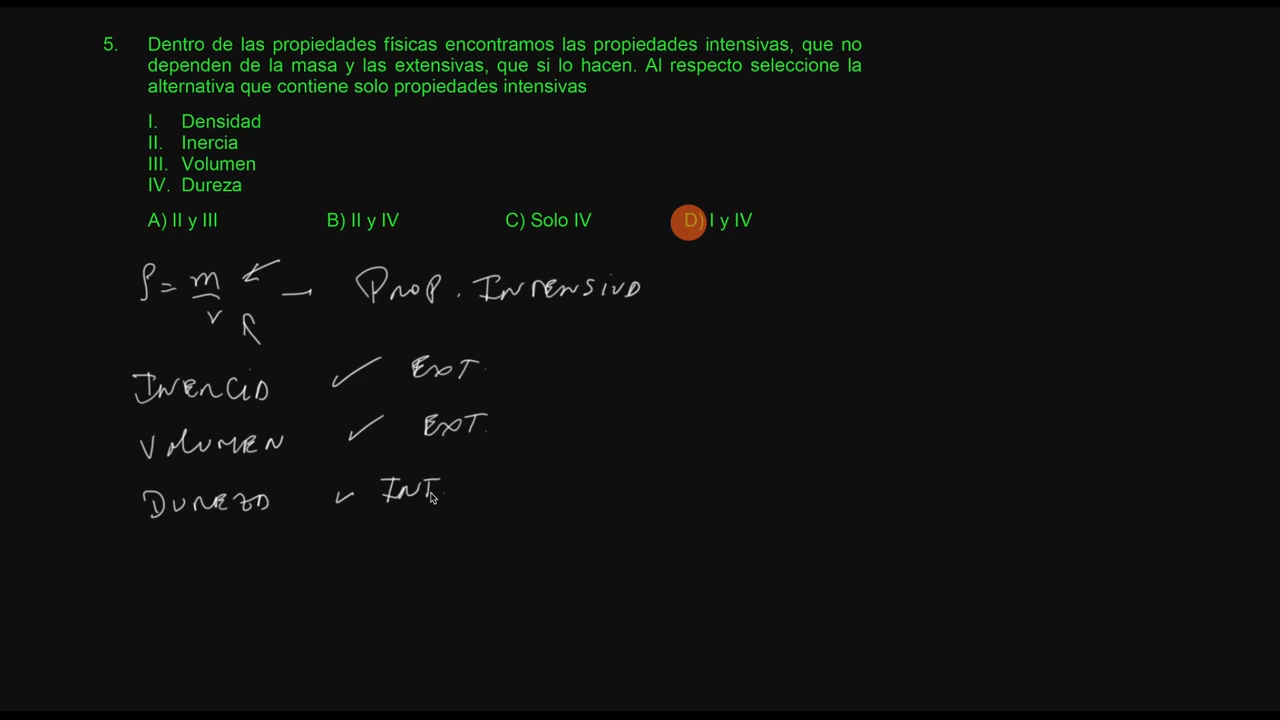 5. Dentro de las propiedades físicas encontramos las propiedades intensivas, que no
dependen de la masa y las extensivas, que si lo hacen. Al respecto seleccione la
alternativa que contiene solo propiedades intensivas
I. Densidad
II. Inercia
III. Volumen
IV. Dureza
A) II y III B) II y IV C) Solo IV D) I y IV
ρ = m/v — PROP. INTENSIVA
INERCIA ✓ EXT.
VOLUMEN ✓ EXT.
DUREZA ✓ INT.